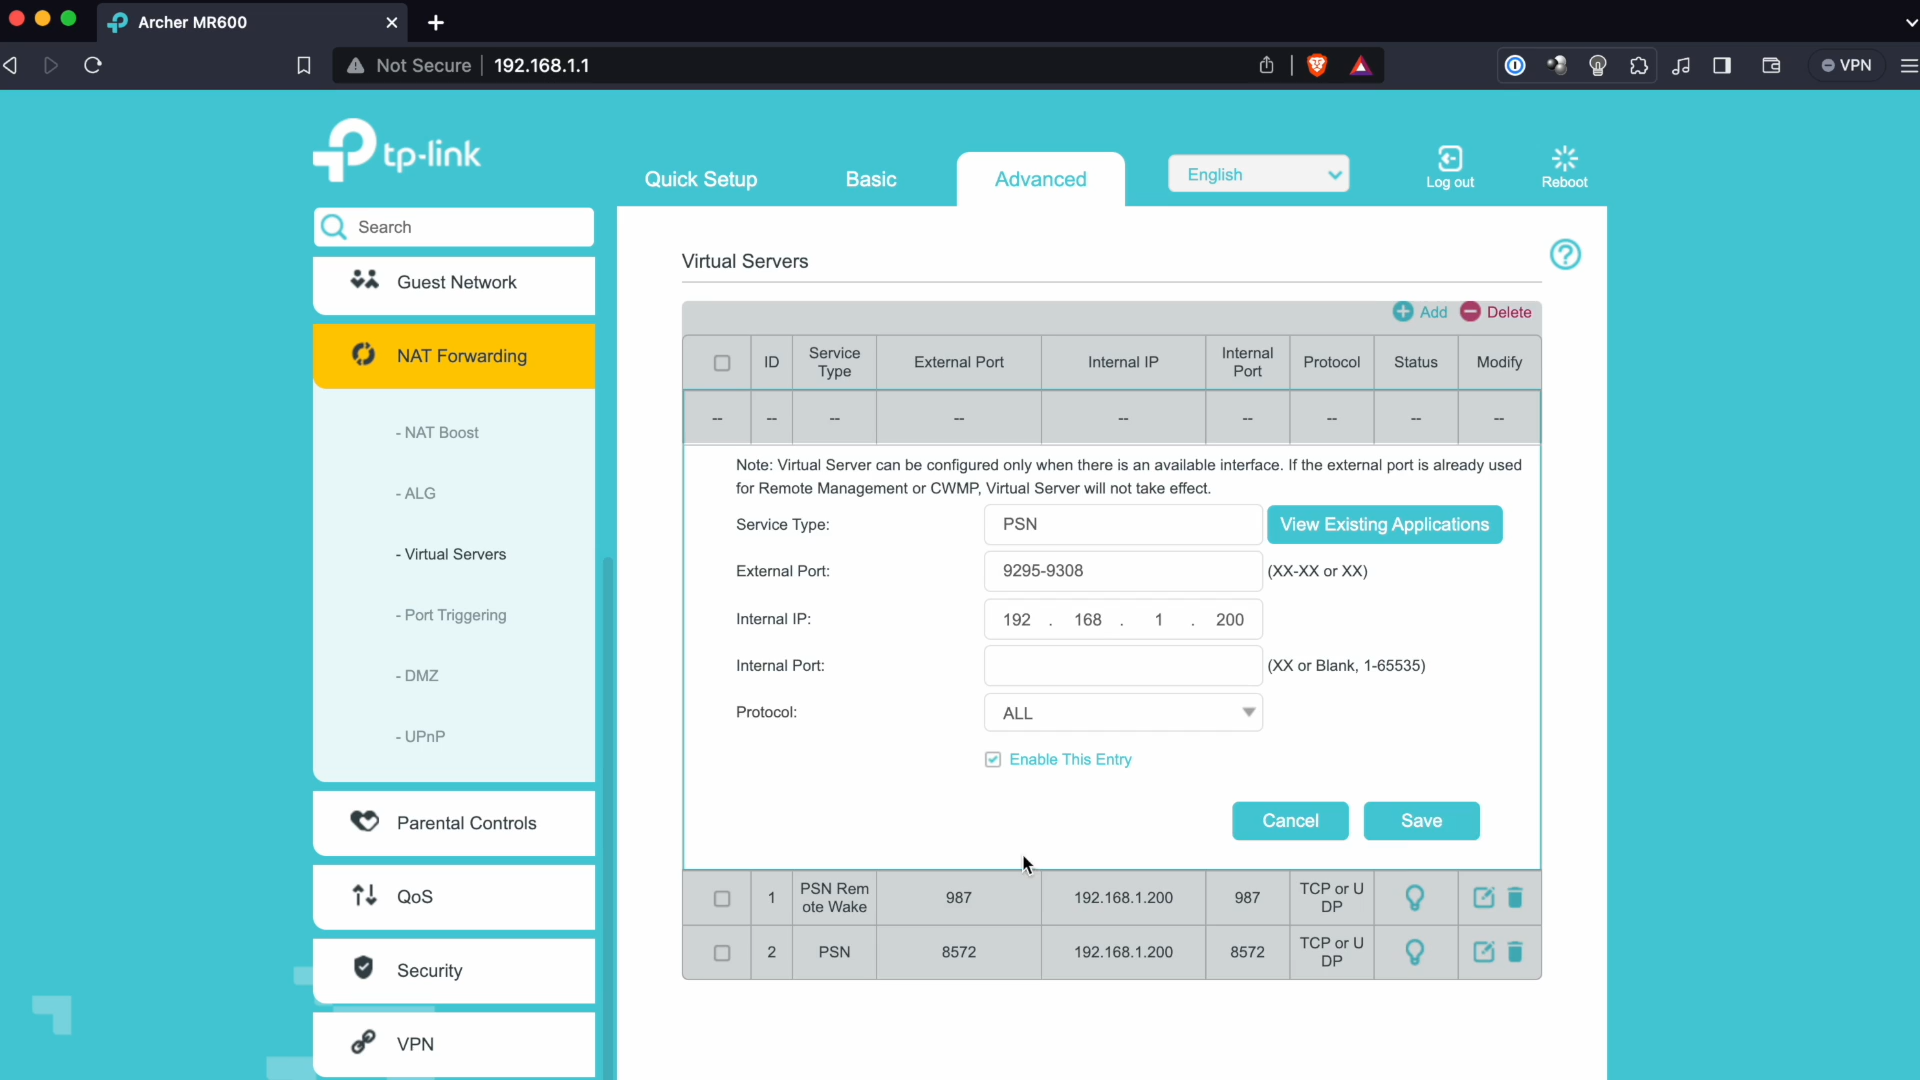 Archer MR600
Not Secure
192.168.1.1
VPN
tp-link
Quick Setup
Basic
Advanced
English
Log out
Reboot
Search
Guest Network
NAT Forwarding
- NAT Boost
- ALG
- Virtual Servers
- Port Triggering
- DMZ
- UPnP
Parental Controls
QoS
Security
VPN
Virtual Servers
Add
Delete
ID
Service
Type
External Port
Internal IP
Internal
Port
Protocol
Status
Modify
-- -- -- -- -- -- -- -- --
Note: Virtual Server can be configured only when there is an available interface. If the external port is already used
for Remote Management or CWMP, Virtual Server will not take effect.
Service Type:
PSN
View Existing Applications
External Port:
9295-9308
(XX-XX or XX)
Internal IP:
192 . 168 . 1 . 200
Internal Port:
(XX or Blank, 1-65535)
Protocol:
ALL
Enable This Entry
Cancel
Save
1
PSN Rem
ote Wake
987
192.168.1.200
987
TCP or U
DP
2
PSN
8572
192.168.1.200
8572
TCP or U
DP